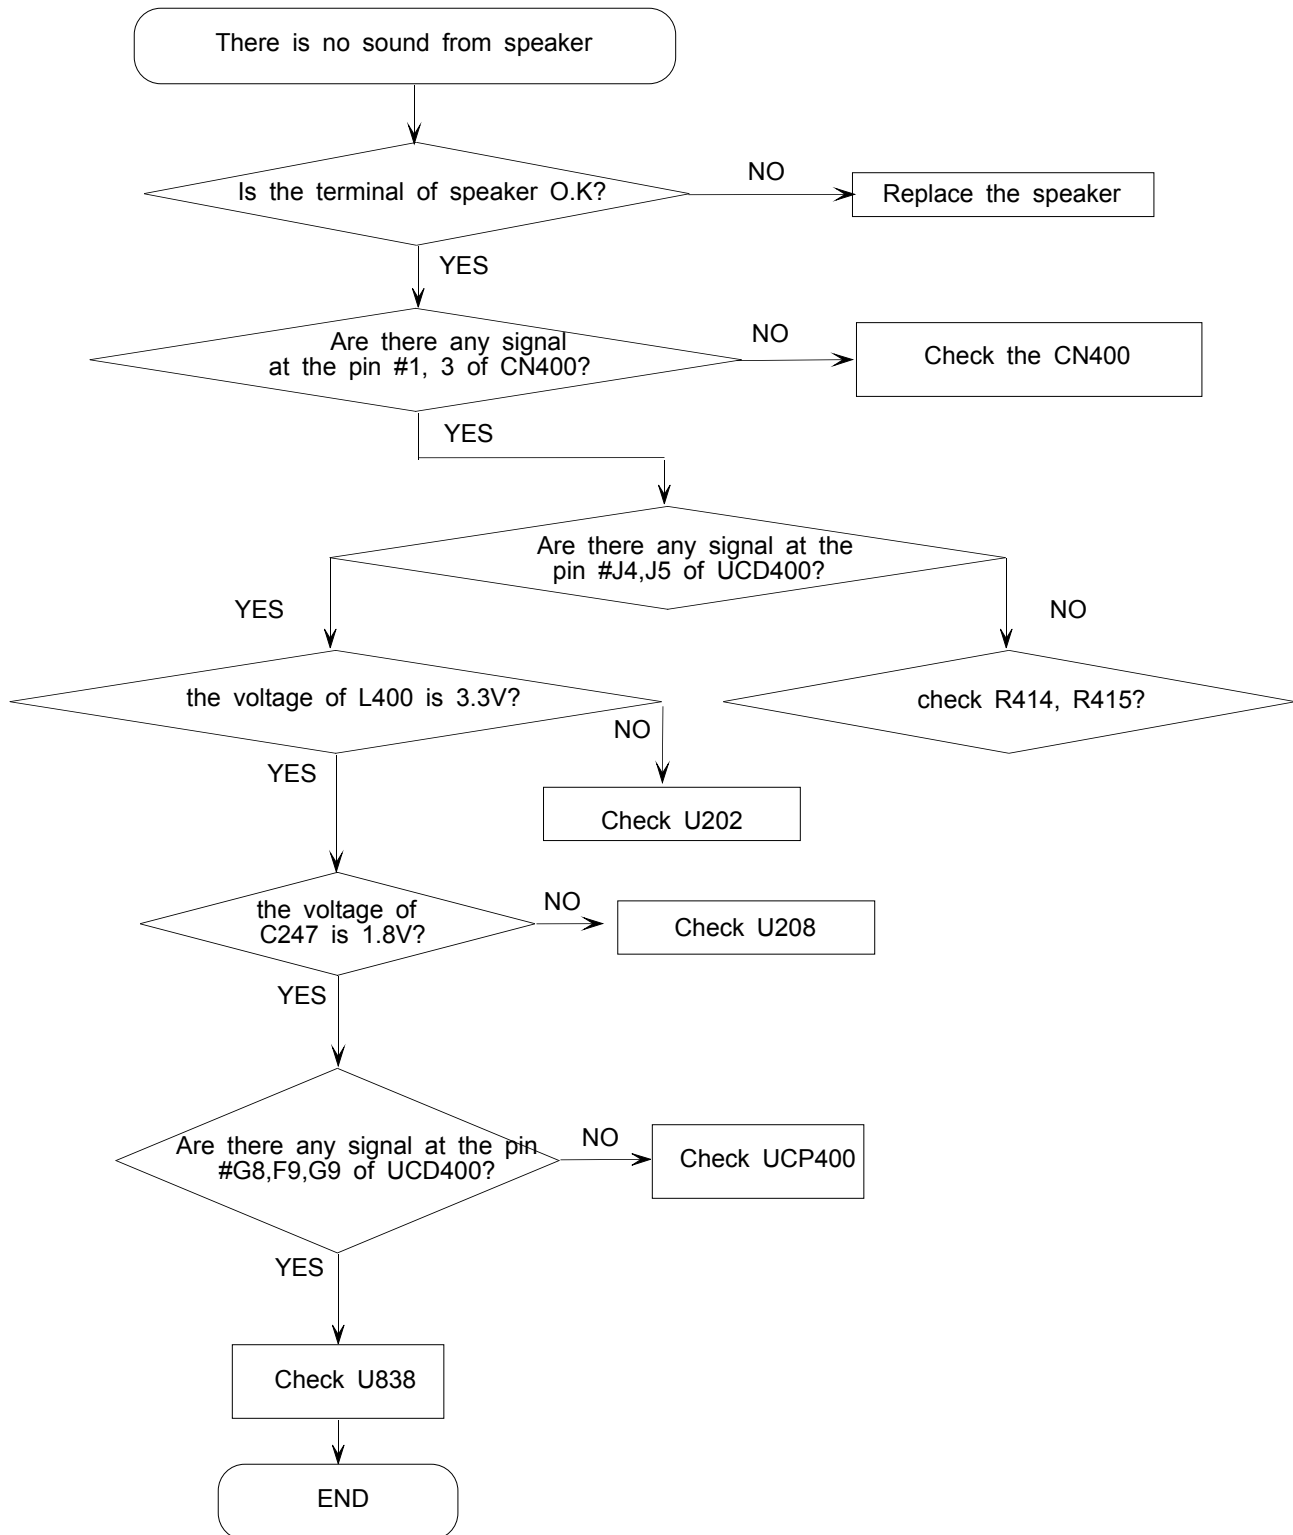 There is no sound from speaker
Is the terminal of speaker O.K?
NO
Replace the speaker
YES
Are there any signal
at the pin #1, 3 of CN400?
NO
Check the CN400
YES
Are there any signal at the
pin #J4,J5 of UCD400?
YES
NO
the voltage of L400 is 3.3V?
check R414, R415?
NO
YES
Check U202
the voltage of
C247 is 1.8V?
NO
Check U208
YES
Are there any signal at the pin
#G8,F9,G9 of UCD400?
NO
Check UCP400
YES
Check U838
END